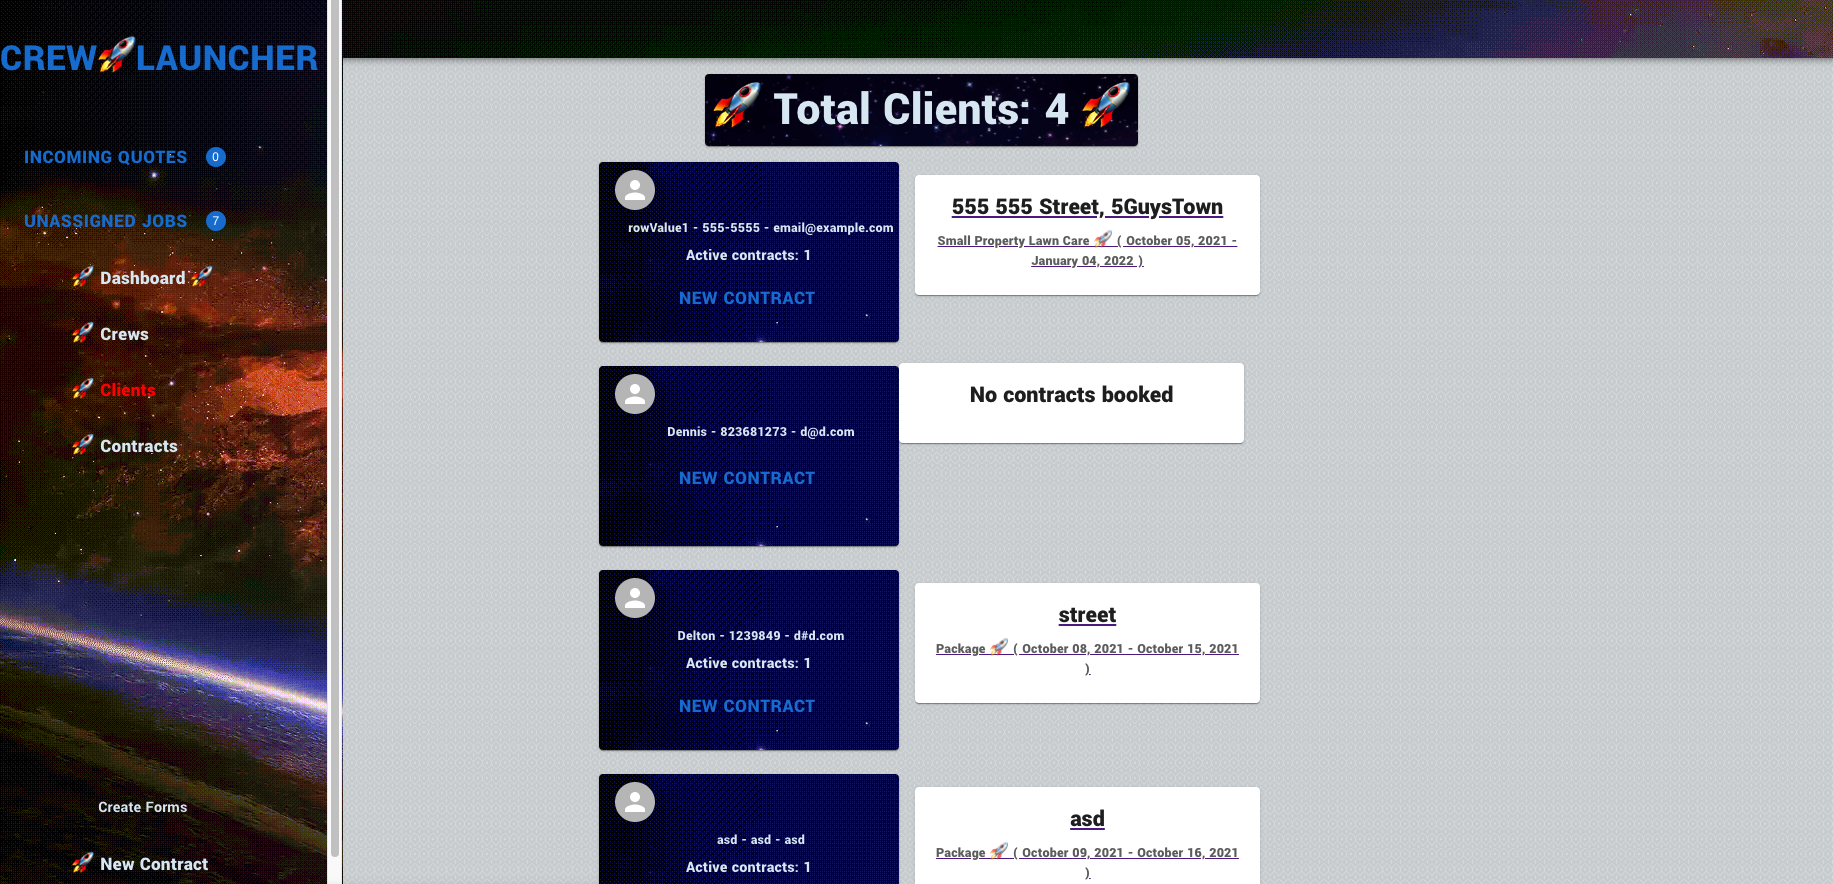 CREW🚀LAUNCHER
INCOMING QUOTES 0
UNASSIGNED JOBS 7
🚀 Dashboard 🚀
🚀 Crews
🚀 Clients
🚀 Contracts
Create Forms
🚀 New Contract
🚀 Total Clients: 4 🚀
rowValue1 - 555-5555 - email@example.com
Active contracts: 1
NEW CONTRACT
555 555 Street, 5GuysTown
Small Property Lawn Care 🚀 ( October 05, 2021 -
January 04, 2022 )
Dennis - 823681273 - d@d.com
NEW CONTRACT
No contracts booked
Delton - 1239849 - d#d.com
Active contracts: 1
NEW CONTRACT
street
Package 🚀 ( October 08, 2021 - October 15, 2021
)
asd - asd - asd
Active contracts: 1
asd
Package 🚀 ( October 09, 2021 - October 16, 2021
)